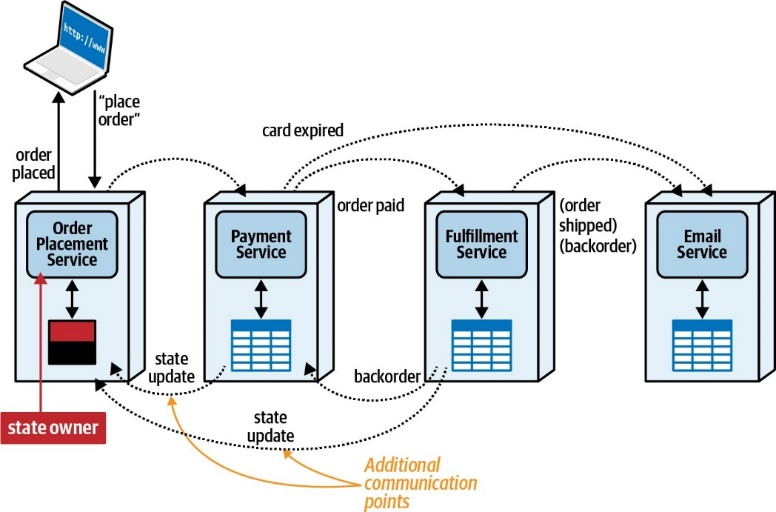 http://www
"place
order"
order
placed
card expired
Order
Placement
Service
Payment
Service
order paid
Fulfillment
Service
(order
shipped)
(backorder)
Email
Service
state
update
backorder
state owner
state
update
Additional
communication
points